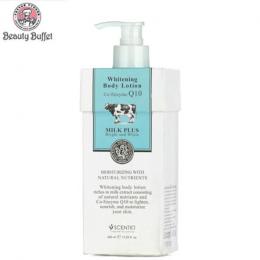 Beauty Buffet
Whitening
Body Lotion
Co-Enzyme Q10
MILK PLUS
Bright and White
MOISTURIZING WITH
NATURAL NUTRIENTS
Whitening body lotion
riches in milk extract consisting
of natural nutrients and
Co-Enzyme Q10 to lighten,
nourish, and moisturize
your skin.
SCENTIO